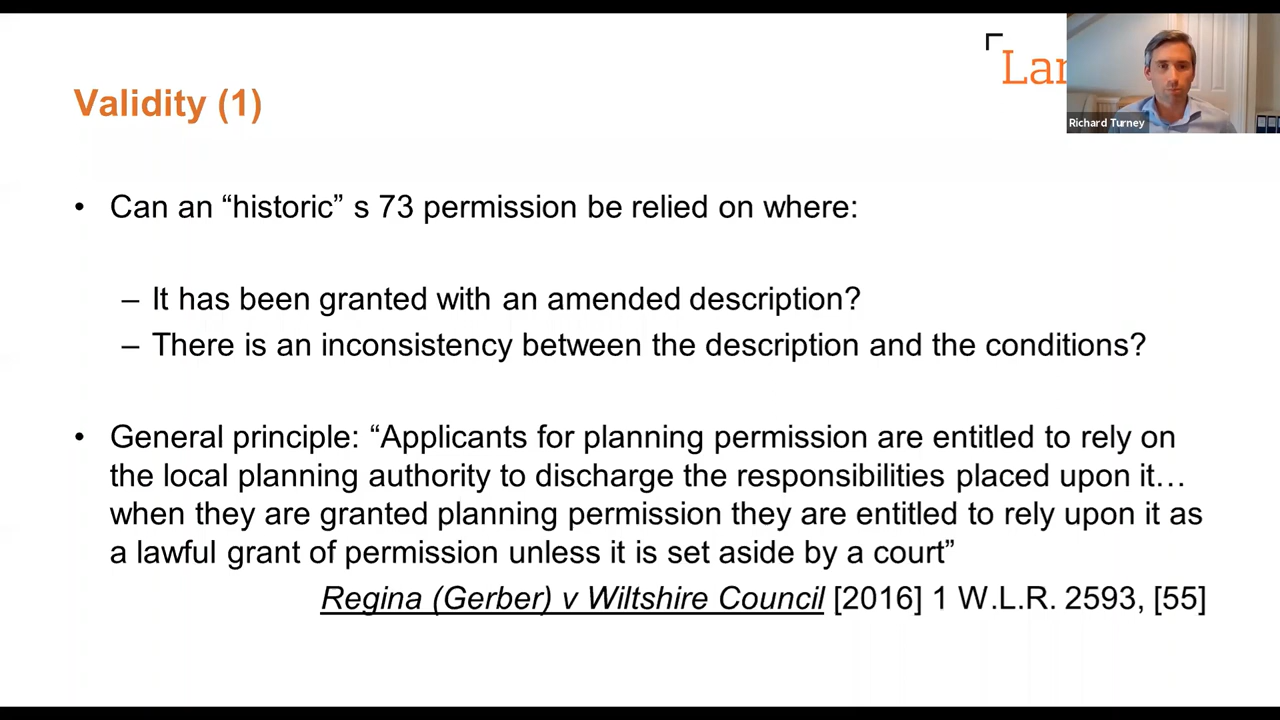 Lan
Richard Turney
Validity (1)
• Can an “historic” s 73 permission be relied on where:
– It has been granted with an amended description?
– There is an inconsistency between the description and the conditions?
• General principle: “Applicants for planning permission are entitled to rely on
the local planning authority to discharge the responsibilities placed upon it…
when they are granted planning permission they are entitled to rely upon it as
a lawful grant of permission unless it is set aside by a court”
Regina (Gerber) v Wiltshire Council [2016] 1 W.L.R. 2593, [55]